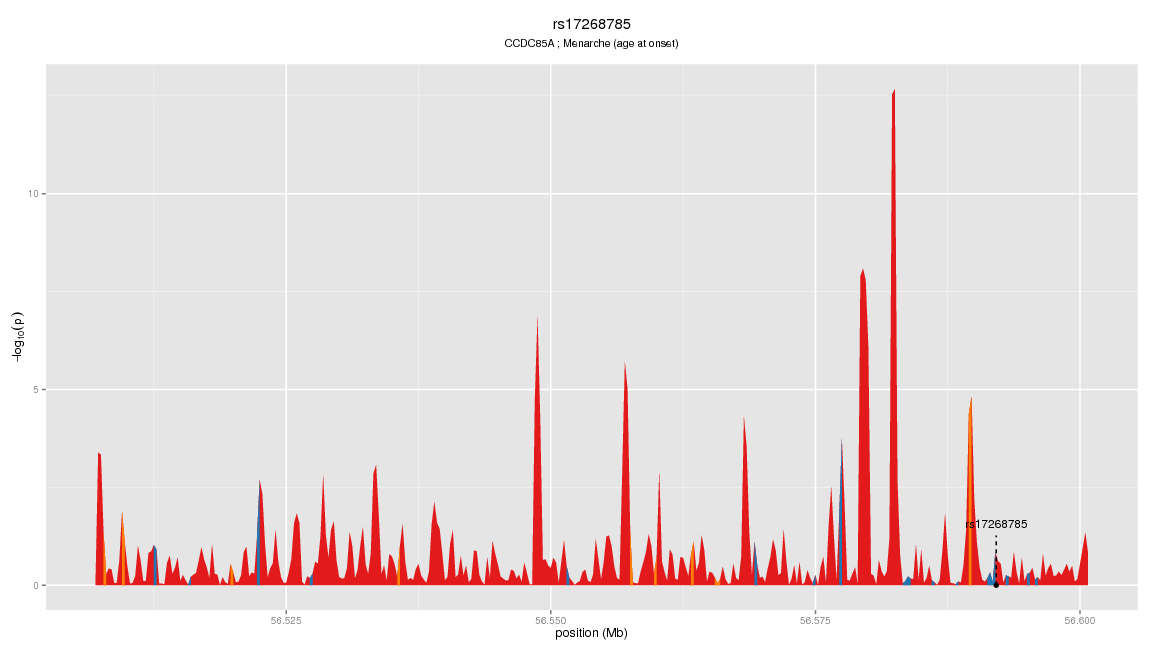 rs17268785
CCDC85A ; Menarche (age at onset)
−log10(p)
10
5
0
rs17268785
56.525
56.550
56.575
56.600
position (Mb)